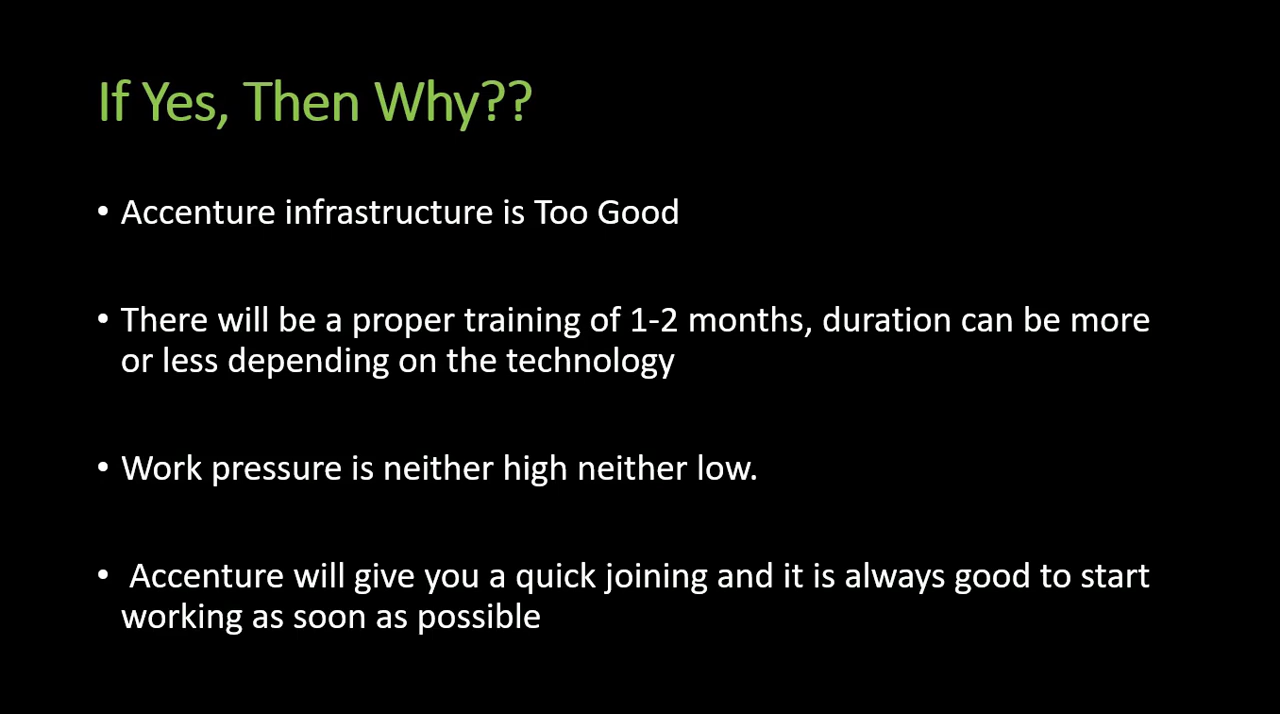 If Yes, Then Why??
• Accenture infrastructure is Too Good
• There will be a proper training of 1-2 months, duration can be more
or less depending on the technology
• Work pressure is neither high neither low.
• Accenture will give you a quick joining and it is always good to start
working as soon as possible